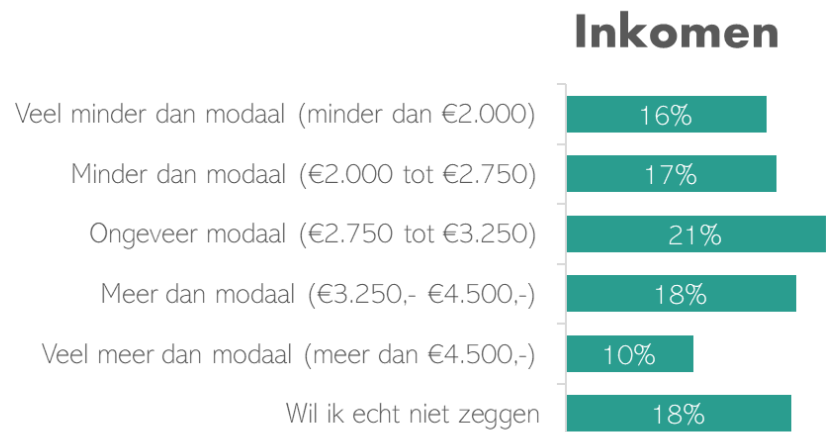 Inkomen
Veel minder dan modaal (minder dan €2.000) 16%
Minder dan modaal (€2.000 tot €2.750) 17%
Ongeveer modaal (€2.750 tot €3.250) 21%
Meer dan modaal (€3.250,- €4.500,-) 18%
Veel meer dan modaal (meer dan €4.500,-) 10%
Wil ik echt niet zeggen 18%